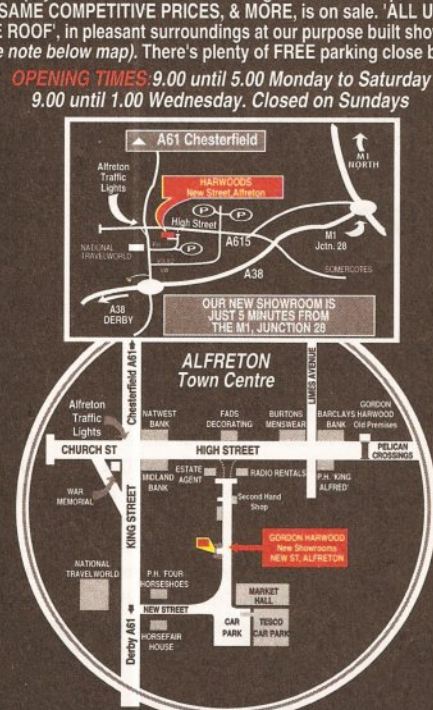 SAME COMPETITIVE PRICES, & MORE, is on sale. 'ALL U
E ROOF', in pleasant surroundings at our purpose built sho
e note below map). There's plenty of FREE parking close b
OPENING TIMES:9.00 until 5.00 Monday to Saturday
9.00 until 1.00 Wednesday. Closed on Sundays
A61 Chesterfield
M1
NORTH
Alfreton
Traffic
Lights
HARWOODS
New Street, Alfreton
P
P
High Street
P
NATIONAL
TRAVELWORLD
A615
M1
Jctn. 28
A38
SOMERCOTES
A38
DERBY
OUR NEW SHOWROOM IS
JUST 5 MINUTES FROM
THE M1, JUNCTION 28
ALFRETON
Town Centre
Chesterfield A61
LIMES AVENUE
Alfreton
Traffic
Lights
NATWEST
BANK
FADS
DECORATING
BURTONS
MENSWEAR
BARCLAYS
BANK
GORDON
HARWOOD
Old Premises
CHURCH ST
HIGH STREET
PELICAN
CROSSINGS
WAR
MEMORIAL
MIDLAND
BANK
ESTATE
AGENT
RADIO RENTALS
P.H. 'KING
ALFRED'
Second Hand
Shop
KING STREET
GORDON HARWOOD
New Showrooms
NEW ST, ALFRETON
NATIONAL
TRAVELWORLD
P.H. FOUR
HORSESHOES
MARKET
HALL
NEW STREET
Derby A61
HORSEFAIR
HOUSE
CAR
PARK
TESCO
CAR PARK